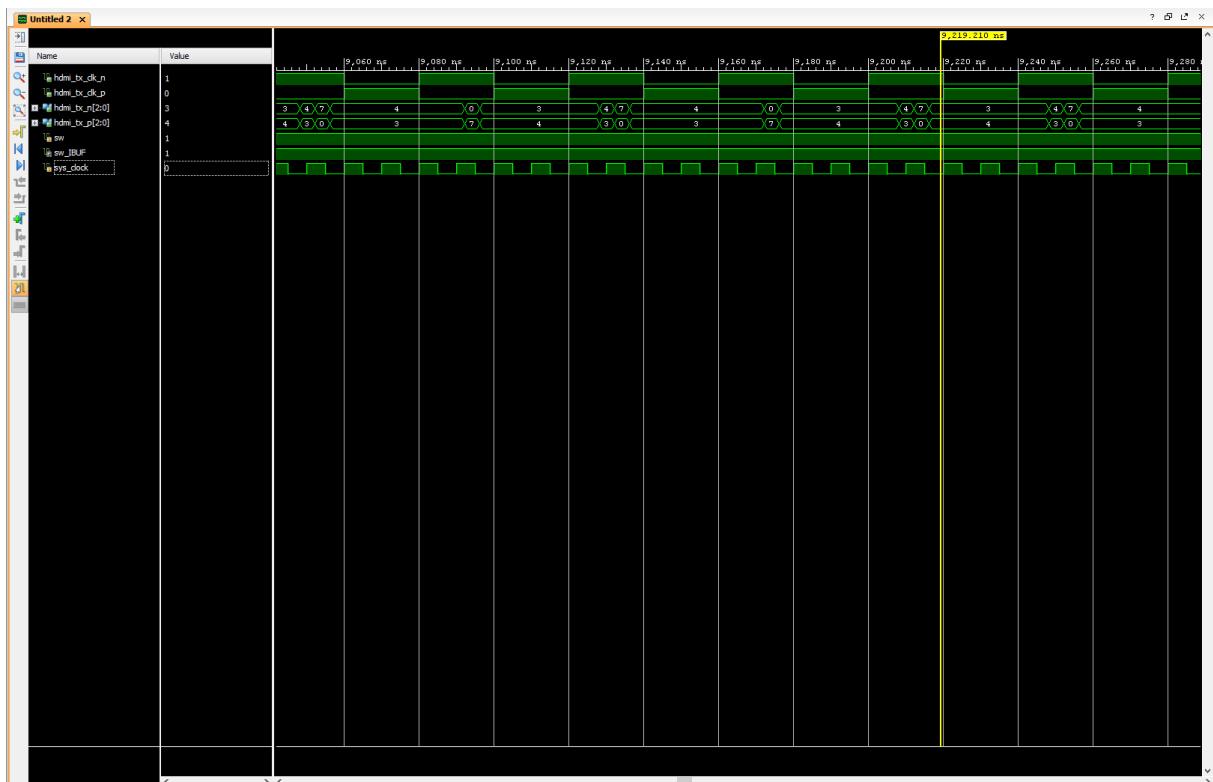 Untitled 2
9,219.210 ns
Name Value
9,060 ns 9,080 ns 9,100 ns 9,120 ns 9,140 ns 9,160 ns 9,180 ns 9,200 ns 9,220 ns 9,240 ns 9,260 ns 9,280
hdmi_tx_clk_n 1
hdmi_tx_clk_p 0
hdmi_tx_n[2:0] 3 3 4 7 4 0 3 4 7 4 0 3 4 7 3 4 7 4
hdmi_tx_p[2:0] 4 4 3 0 3 7 4 3 0 3 7 4 3 0 4 3 0 3
sw 1
sw_IBUF 1
sys_clock 0